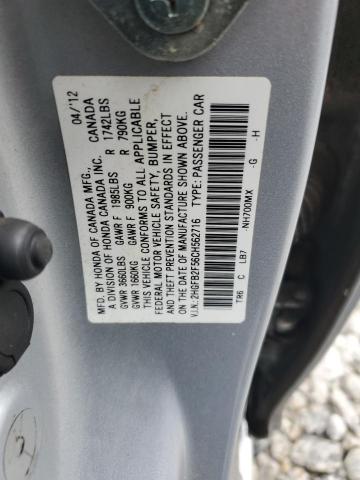 MFD. BY HONDA OF CANADA MFG., 04/'12
A DIVISION OF HONDA CANADA INC. CANADA
GVWR 3660LBS GAWR F 1985LBS R 1742LBS
GVWR 1660KG GAWR F 900KG R 790KG
THIS VEHICLE CONFORMS TO ALL APPLICABLE
FEDERAL MOTOR VEHICLE SAFETY, BUMPER,
AND THEFT PREVENTION STANDARDS IN EFFECT
ON THE DATE OF MANUFACTURE SHOWN ABOVE.
V.I.N.: 2HGFB2F56CH562716 TYPE: PASSENGER CAR
TR6 C LB7 -NH700MX -G -H